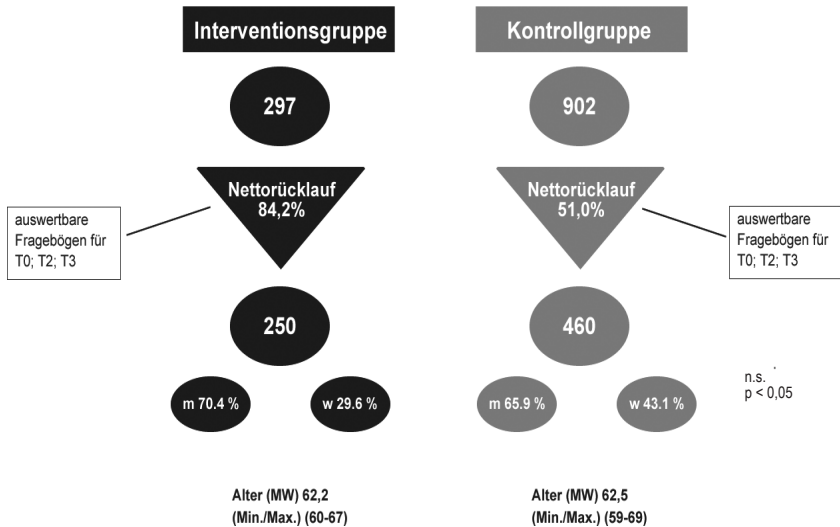 Interventionsgruppe
Kontrollgruppe
297
902
Nettorücklauf
84,2%
Nettorücklauf
51,0%
auswertbare
Fragebögen für
T0; T2; T3
auswertbare
Fragebögen für
T0; T2; T3
250
460
m 70.4 %
w 29.6 %
m 65.9 %
w 43.1 %
n.s.
p < 0,05
Alter (MW) 62,2
(Min./Max.) (60-67)
Alter (MW) 62,5
(Min./Max.) (59-69)